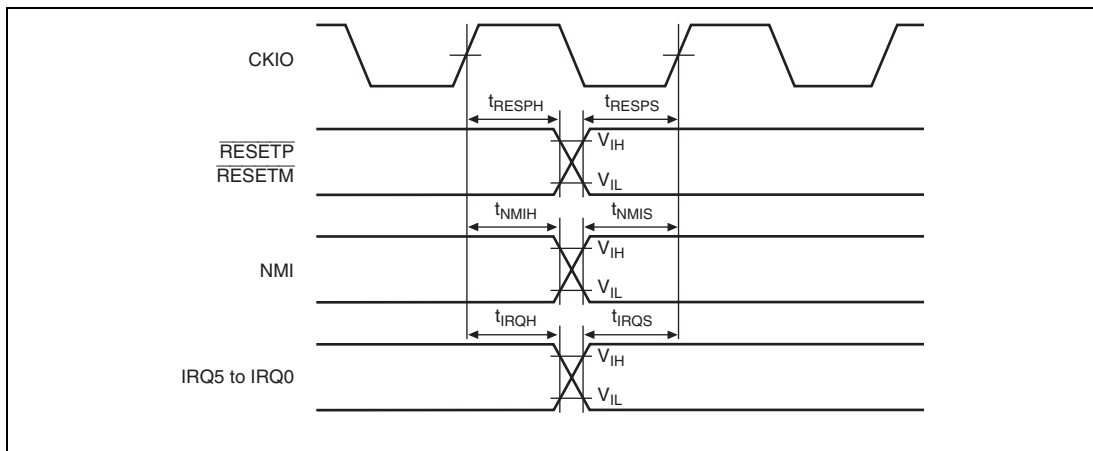 CKIO
tRESPH tRESPS
RESETP
RESETM
VIH
VIL
tNMIH tNMIS
NMI
VIH
VIL
tIRQH tIRQS
IRQ5 to IRQ0
VIH
VIL